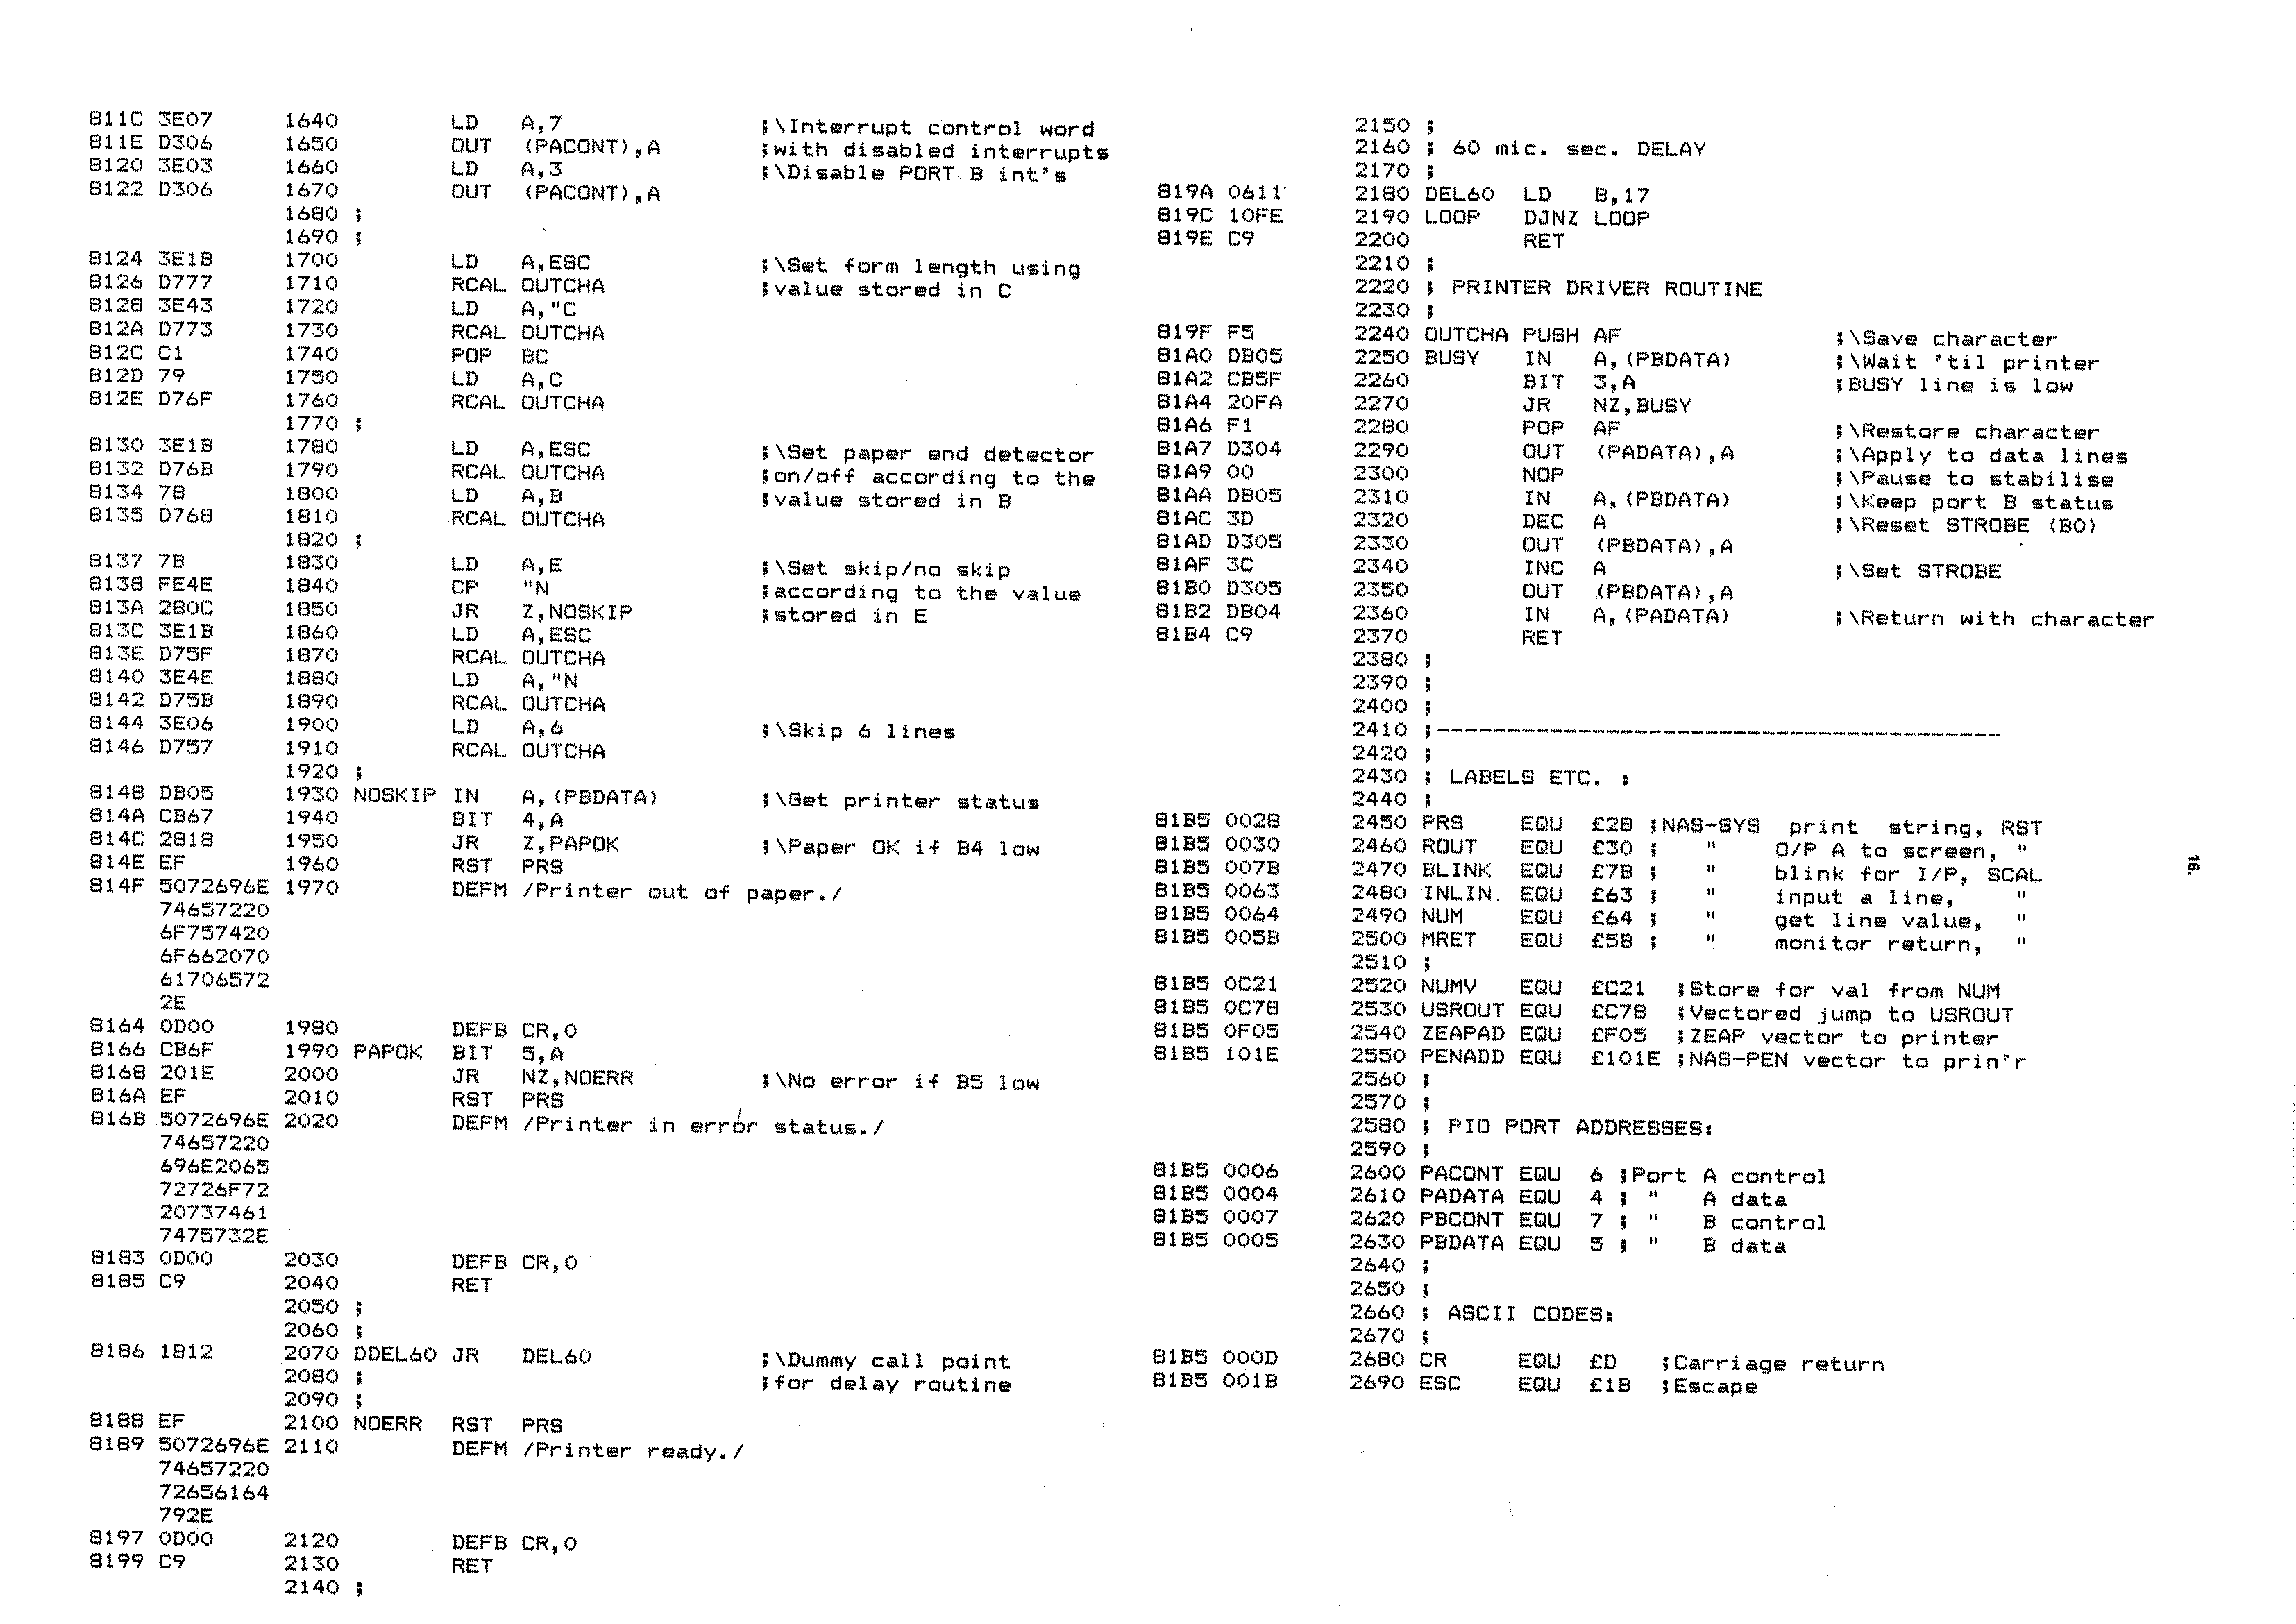 811C 3E07 1640 LD A,7 ;\Interrupt control word
811E D306 1650 OUT (PACONT),A ;with disabled interrupts
8120 3E03 1660 LD A,3 ;\Disable PORT B int's
8122 D306 1670 OUT (PACONT),A
1680 ;
1690 ;
8124 3E1B 1700 LD A,ESC ;\Set form length using
8126 D777 1710 RCAL OUTCHA ;value stored in C
8128 3E43 1720 LD A,"C
812A D773 1730 RCAL OUTCHA
812C C1 1740 POP BC
812D 79 1750 LD A,C
812E D76F 1760 RCAL OUTCHA
1770 ;
8130 3E1B 1780 LD A,ESC ;\Set paper end detector
8132 D76B 1790 RCAL OUTCHA ;on/off according to the
8134 78 1800 LD A,B ;value stored in B
8135 D768 1810 RCAL OUTCHA
1820 ;
8137 7B 1830 LD A,E ;\Set skip/no skip
8138 FE4E 1840 CP "N ;according to the value
813A 280C 1850 JR Z,NOSKIP ;stored in E
813C 3E1B 1860 LD A,ESC
813E D75F 1870 RCAL OUTCHA
8140 3E4E 1880 LD A,"N
8142 D75B 1890 RCAL OUTCHA
8144 3E06 1900 LD A,6 ;\Skip 6 lines
8146 D757 1910 RCAL OUTCHA
1920 ;
8148 DB05 1930 NOSKIP IN A,(PBDATA) ;\Get printer status
814A CB67 1940 BIT 4,A
814C 2818 1950 JR Z,PAPOK ;\Paper OK if B4 low
814E EF 1960 RST PRS
814F 5072696E 1970 DEFM /Printer out of paper./
74657220
6F757420
6F662070
61706572
2E
8164 0D00 1980 DEFB CR,0
8166 CB6F 1990 PAPOK BIT 5,A
8168 201E 2000 JR NZ,NOERR ;\No error if B5 low
816A EF 2010 RST PRS
816B 5072696E 2020 DEFM /Printer in error status./
74657220
696E2065
72726F72
20737461
7475732E
8183 0D00 2030 DEFB CR,0
8185 C9 2040 RET
2050 ;
2060 ;
8186 1812 2070 DDEL60 JR DEL60 ;\Dummy call point
2080 ; ;for delay routine
2090 ;
8188 EF 2100 NOERR RST PRS
8189 5072696E 2110 DEFM /Printer ready./
74657220
72656164
792E
8197 0D00 2120 DEFB CR,0
8199 C9 2130 RET
2140 ;
2150 ;
2160 ; 60 mic. sec. DELAY
2170 ;
819A 0611 2180 DEL60 LD B,17
819C 10FE 2190 LOOP DJNZ LOOP
819E C9 2200 RET
2210 ;
2220 ; PRINTER DRIVER ROUTINE
2230 ;
819F F5 2240 OUTCHA PUSH AF ;\Save character
81A0 DB05 2250 BUSY IN A,(PBDATA) ;\Wait 'til printer
81A2 CB5F 2260 BIT 3,A ;BUSY line is low
81A4 20FA 2270 JR NZ,BUSY
81A6 F1 2280 POP AF ;\Restore character
81A7 D304 2290 OUT (PADATA),A ;\Apply to data lines
81A9 00 2300 NOP ;\Pause to stabilise
81AA DB05 2310 IN A,(PBDATA) ;\Keep port B status
81AC 3D 2320 DEC A ;\Reset STROBE (B0)
81AD D305 2330 OUT (PBDATA),A
81AF 3C 2340 INC A ;\Set STROBE
81B0 D305 2350 OUT (PBDATA),A
81B2 DB04 2360 IN A,(PADATA) ;\Return with character
81B4 C9 2370 RET
2380 ;
2390 ;
2400 ;
2410 ;----------------------------------------
2420 ;
2430 ; LABELS ETC. :
2440 ;
81B5 0028 2450 PRS EQU £28 ;NAS-SYS print string, RST
81B5 0030 2460 ROUT EQU £30 ; " O/P A to screen, "
81B5 007B 2470 BLINK EQU £7B ; " blink for I/P, SCAL
81B5 0063 2480 INLIN EQU £63 ; " input a line, "
81B5 0064 2490 NUM EQU £64 ; " get line value, "
81B5 005B 2500 MRET EQU £5B ; " monitor return, "
2510 ;
81B5 0C21 2520 NUMV EQU £C21 ;Store for val from NUM
81B5 0C78 2530 USROUT EQU £C78 ;Vectored jump to USROUT
81B5 0F05 2540 ZEAPAD EQU £F05 ;ZEAP vector to printer
81B5 101E 2550 PENADD EQU £101E ;NAS-PEN vector to prin'r
2560 ;
2570 ;
2580 ; PIO PORT ADDRESSES:
2590 ;
81B5 0006 2600 PACONT EQU 6 ;Port A control
81B5 0004 2610 PADATA EQU 4 ; " A data
81B5 0007 2620 PBCONT EQU 7 ; " B control
81B5 0005 2630 PBDATA EQU 5 ; " B data
2640 ;
2650 ;
2660 ; ASCII CODES:
2670 ;
81B5 000D 2680 CR EQU £D ;Carriage return
81B5 001B 2690 ESC EQU £1B ;Escape
16.